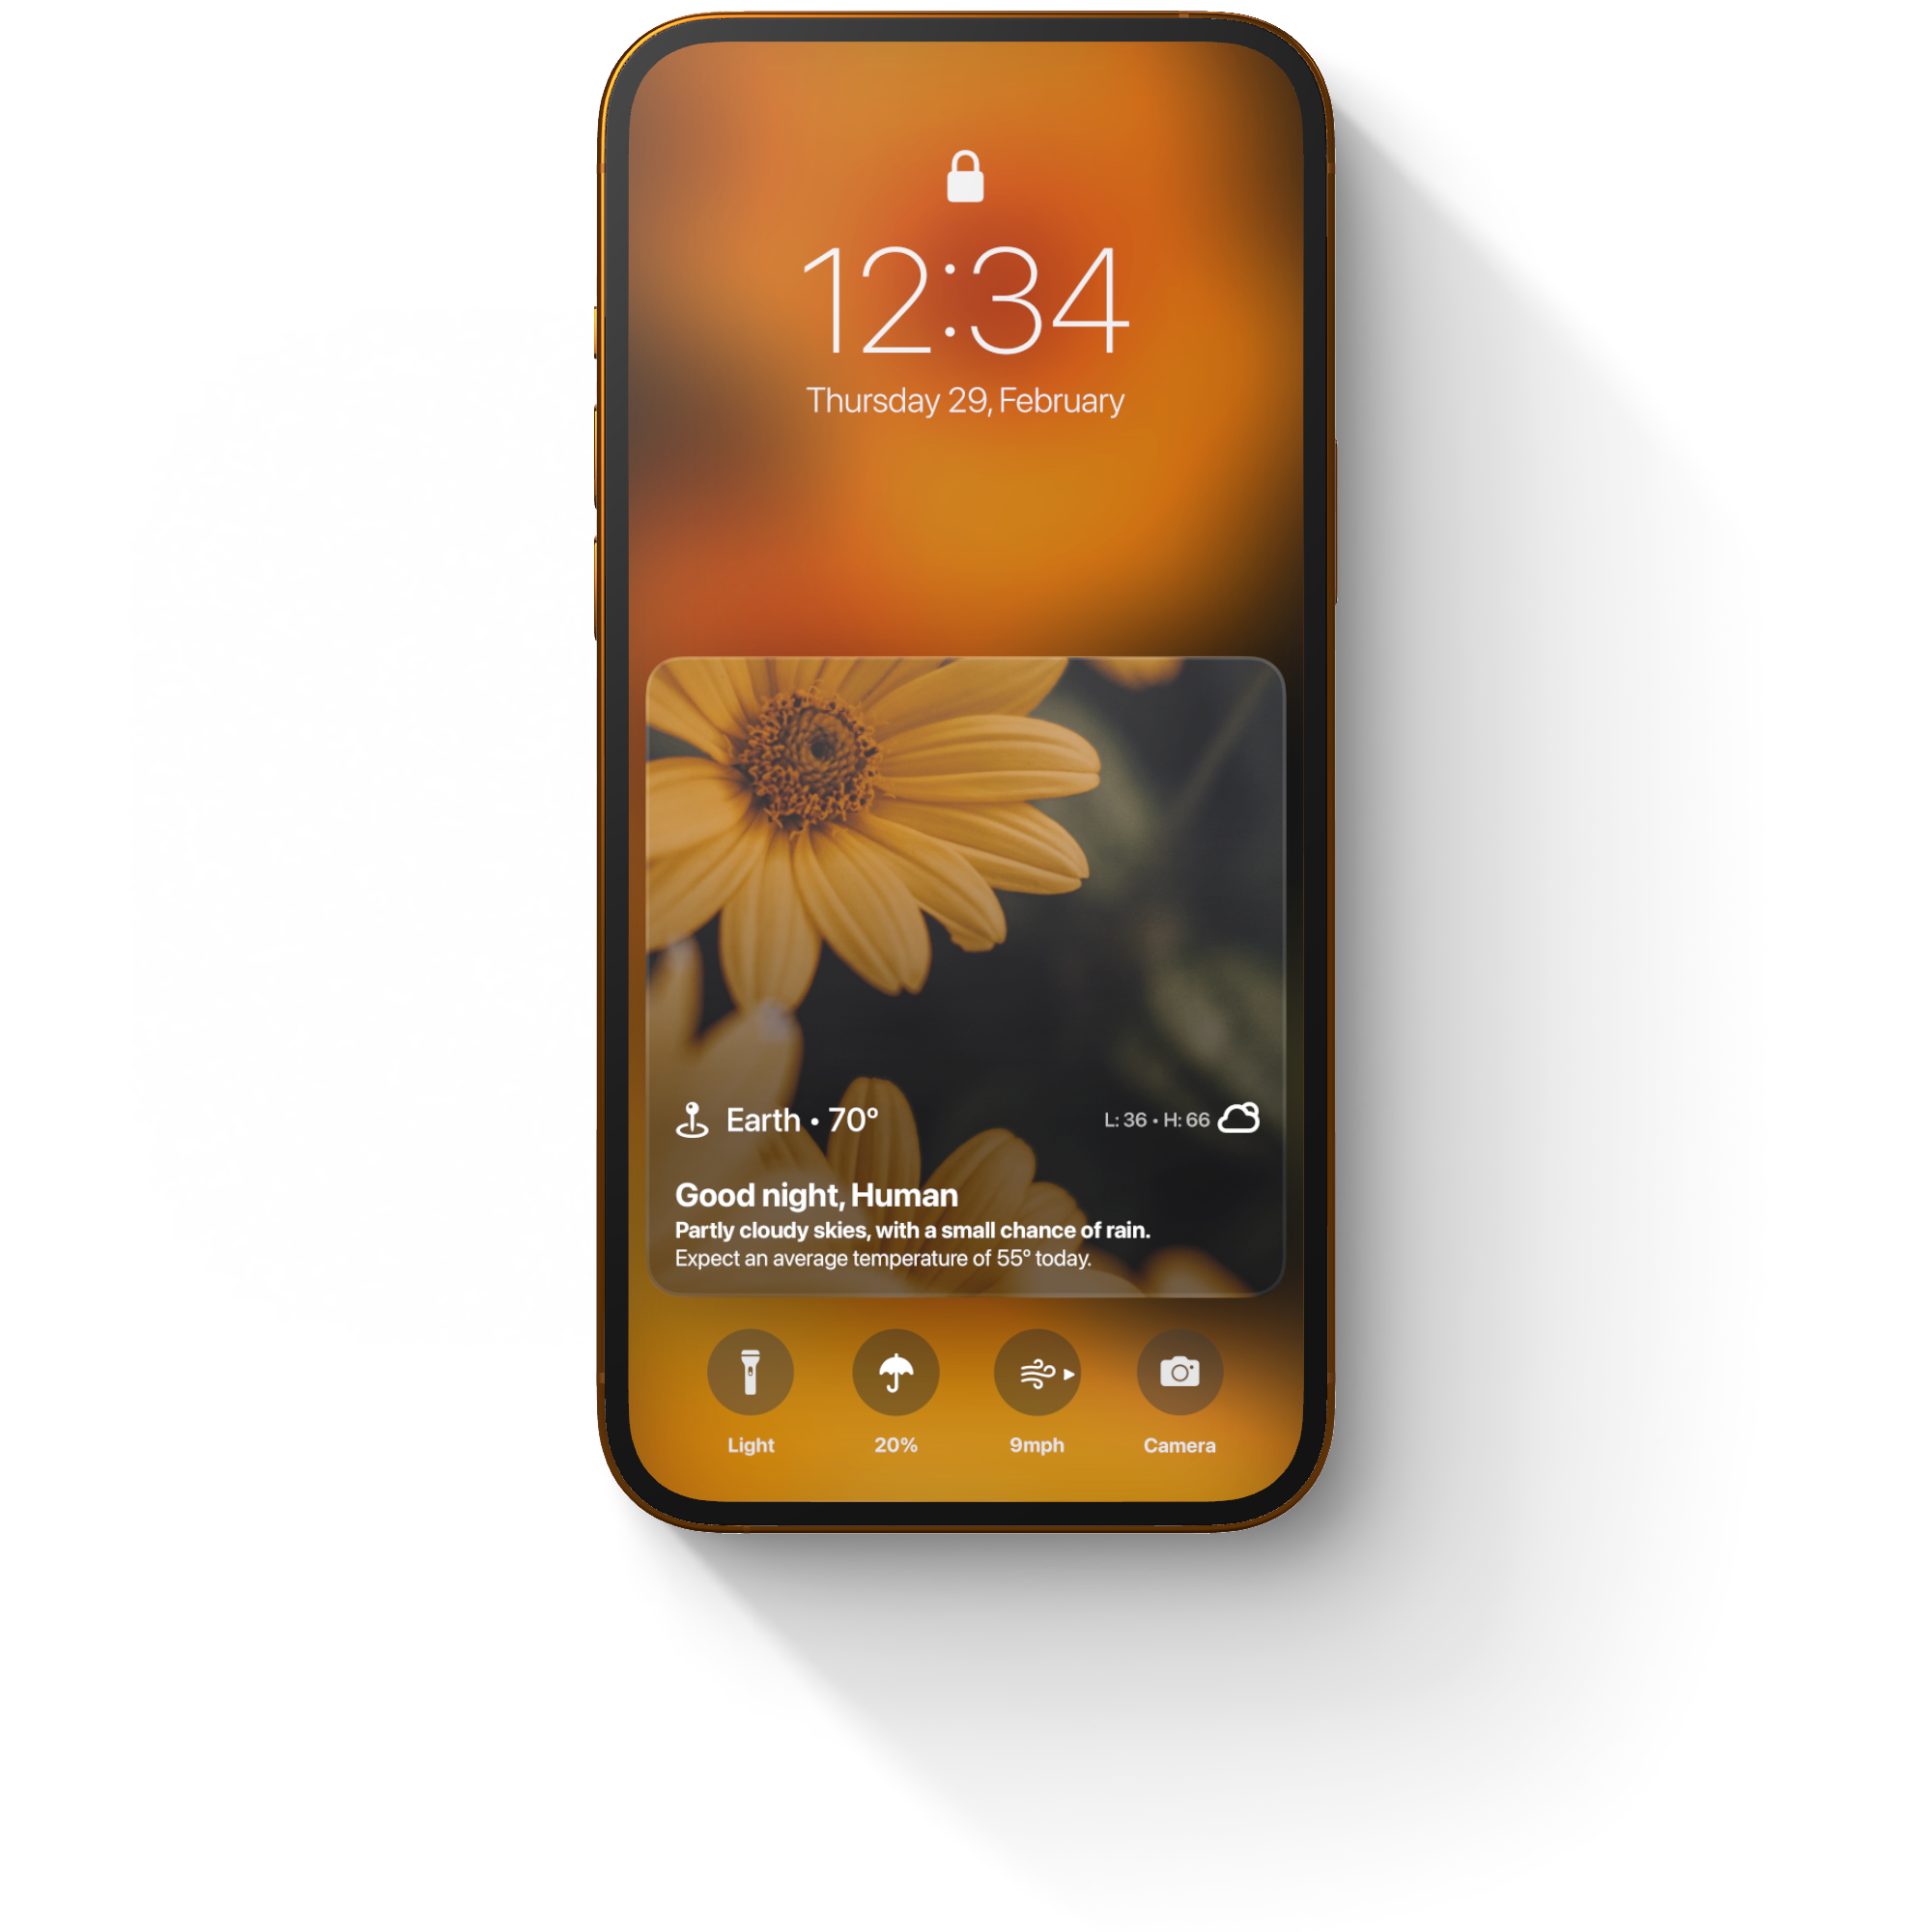 12:34
Thursday 29, February
Earth • 70°
L: 36 • H: 66
Good night, Human
Partly cloudy skies, with a small chance of rain.
Expect an average temperature of 55° today.
Light
20%
9mph
Camera